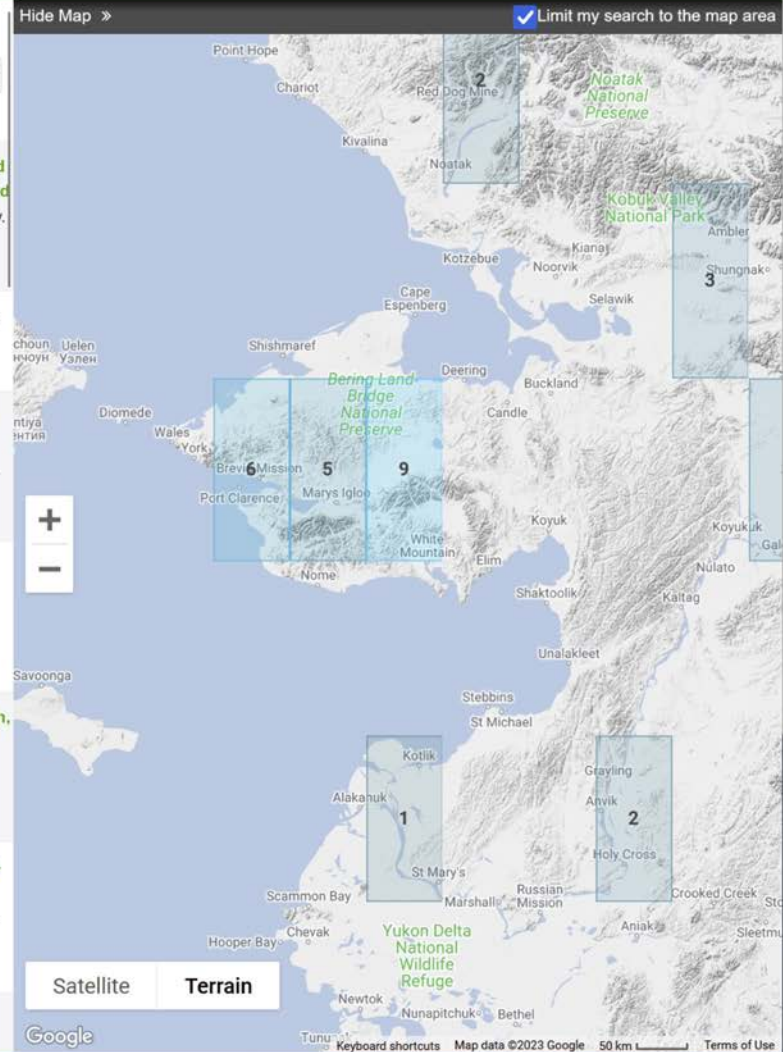 Hide Map »
Limit my search to the map area
Point Hope
Chariot
Red Dog Mine
2
Noatak
National
Preserve
Kivalina
Noatak
Kobuk Valley
National Park
Ambler
Kotzebue
Kiana
Noorvik
Shungnak
3
Cape
Espenberg
Selawik
Uelen
Уэлен
Shishmaref
Deering
Buckland
Bering Land
Bridge
National
Preserve
Diomede
Candle
Wales
York
Brevig Mission
6
5
9
Port Clarence
Marys Igloo
+
−
White
Mountain
Koyuk
Koyukuk
Nome
Elim
Nulato
Shaktoolik
Kaltag
Unalakleet
Savoonga
Stebbins
St Michael
Kotlik
Grayling
Alakanuk
1
Anvik
2
Holy Cross
St Mary's
Scammon Bay
Marshall
Russian
Mission
Crooked Creek
Chevak
Hooper Bay
Yukon Delta
National
Wildlife
Refuge
Aniak
Satellite
Terrain
Newtok
Nunapitchuk
Bethel
Google
Keyboard shortcuts
Map data ©2023 Google
50 km
Terms of Use